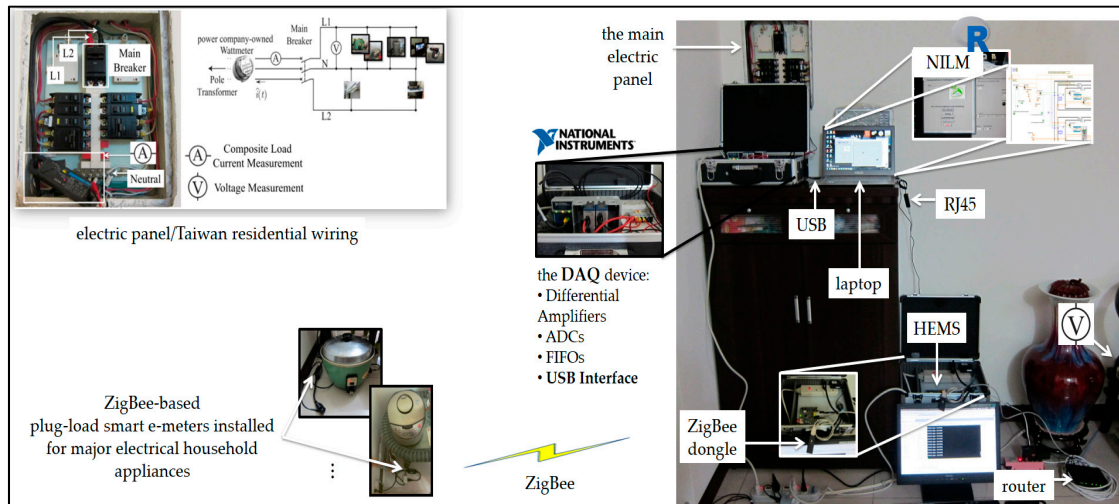 L2
L1
Main
Breaker
A
Neutral
power company-owned
Wattmeter
Pole
Transformer
i(t)
Main
Breaker
L1
A
V
N
L2
A
Composite Load
Current Measurement
V
Voltage Measurement
electric panel/Taiwan residential wiring
the main
electric
panel
NATIONAL
INSTRUMENTS
the DAQ device:
• Differential
Amplifiers
• ADCs
• FIFOs
• USB Interface
R
NILM
USB
RJ45
laptop
HEMS
V
ZigBee
dongle
router
ZigBee-based
plug-load smart e-meters installed
for major electrical household
appliances
⋮
ZigBee